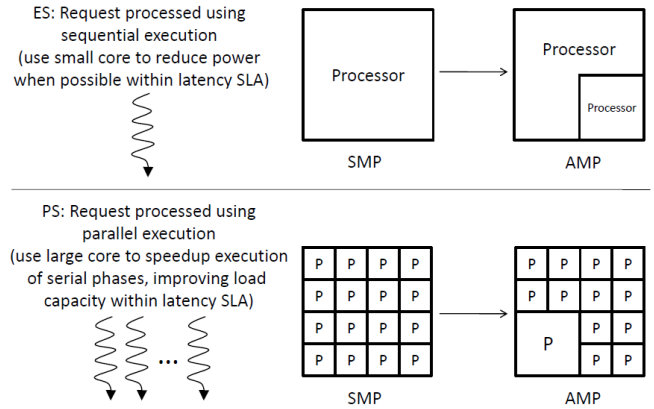 ES: Request processed using
sequential execution
(use small core to reduce power
when possible within latency SLA)
Processor
SMP
Processor
Processor
AMP
PS: Request processed using
parallel execution
(use large core to speedup execution
of serial phases, improving load
capacity within latency SLA)
...
P P P P
P P P P
P P P P
P P P P
SMP
P P P P
P P P P
P P P
P P
AMP